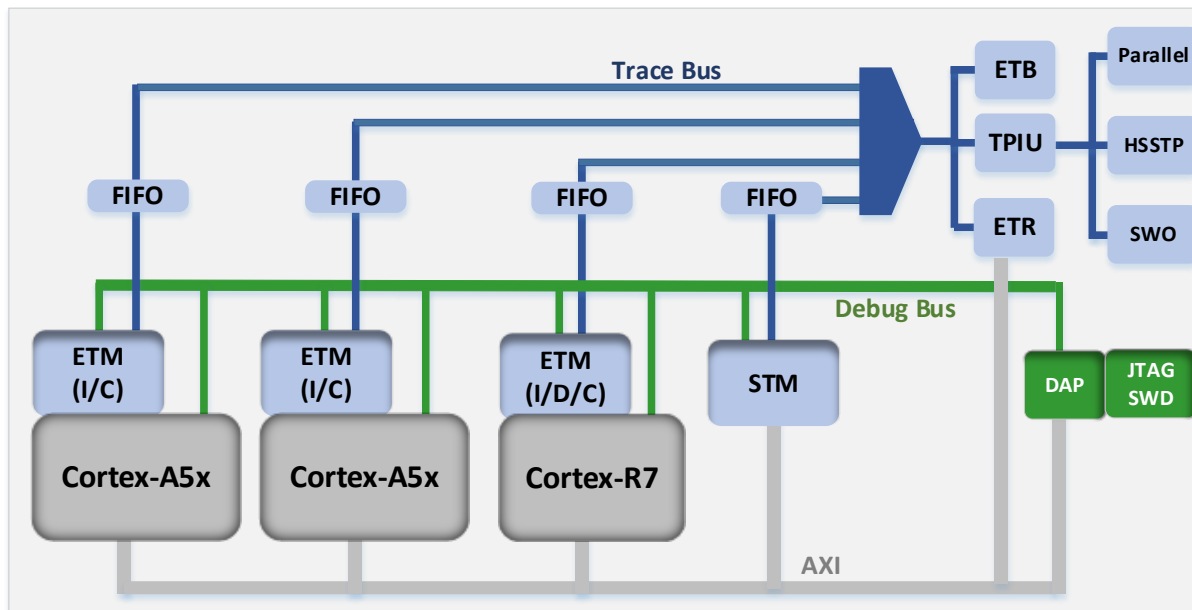 Trace Bus
ETB
Parallel
TPIU
HSSTP
FIFO
FIFO
FIFO
FIFO
ETR
SWO
Debug Bus
ETM
(I/C)
ETM
(I/C)
ETM
(I/D/C)
STM
DAP
JTAG
SWD
Cortex-A5x
Cortex-A5x
Cortex-R7
AXI